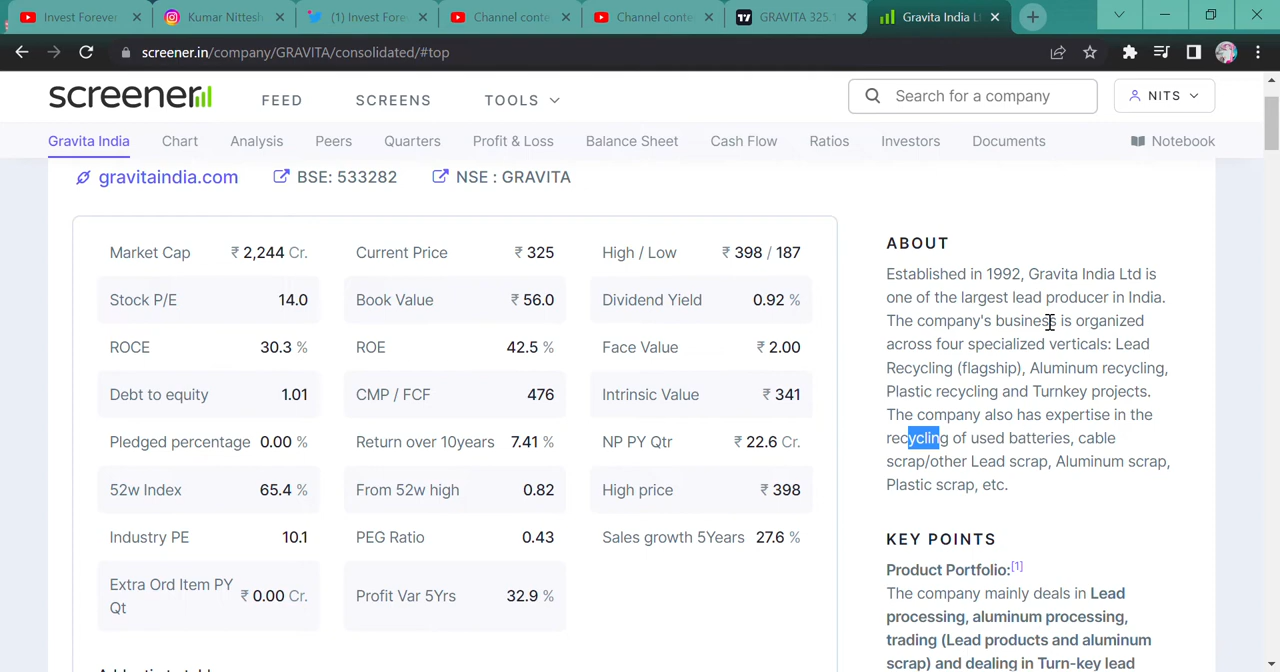 Invest Forever
Kumar Nittesh
(1) Invest Fore
Channel conte
Channel conte
GRAVITA 325.
Gravita India L
screener.in/company/GRAVITA/consolidated/#top
screener
FEED
SCREENS
TOOLS
Search for a company
NITS
Gravita India
Chart
Analysis
Peers
Quarters
Profit & Loss
Balance Sheet
Cash Flow
Ratios
Investors
Documents
Notebook
gravitaindia.com
BSE: 533282
NSE : GRAVITA
Market Cap ₹ 2,244 Cr.
Current Price ₹ 325
High / Low ₹ 398 / 187
Stock P/E 14.0
Book Value ₹ 56.0
Dividend Yield 0.92 %
ROCE 30.3 %
ROE 42.5 %
Face Value ₹ 2.00
Debt to equity 1.01
CMP / FCF 476
Intrinsic Value ₹ 341
Pledged percentage 0.00 %
Return over 10years 7.41 %
NP PY Qtr ₹ 22.6 Cr.
52w Index 65.4 %
From 52w high 0.82
High price ₹ 398
Industry PE 10.1
PEG Ratio 0.43
Sales growth 5Years 27.6 %
Extra Ord Item PY
Qt ₹ 0.00 Cr.
Profit Var 5Yrs 32.9 %
ABOUT
Established in 1992, Gravita India Ltd is
one of the largest lead producer in India.
The company's business is organized
across four specialized verticals: Lead
Recycling (flagship), Aluminum recycling,
Plastic recycling and Turnkey projects.
The company also has expertise in the
recycling of used batteries, cable
scrap/other Lead scrap, Aluminum scrap,
Plastic scrap, etc.
KEY POINTS
Product Portfolio:[1]
The company mainly deals in Lead
processing, aluminum processing,
trading (Lead products and aluminum
scrap) and dealing in Turn-key lead